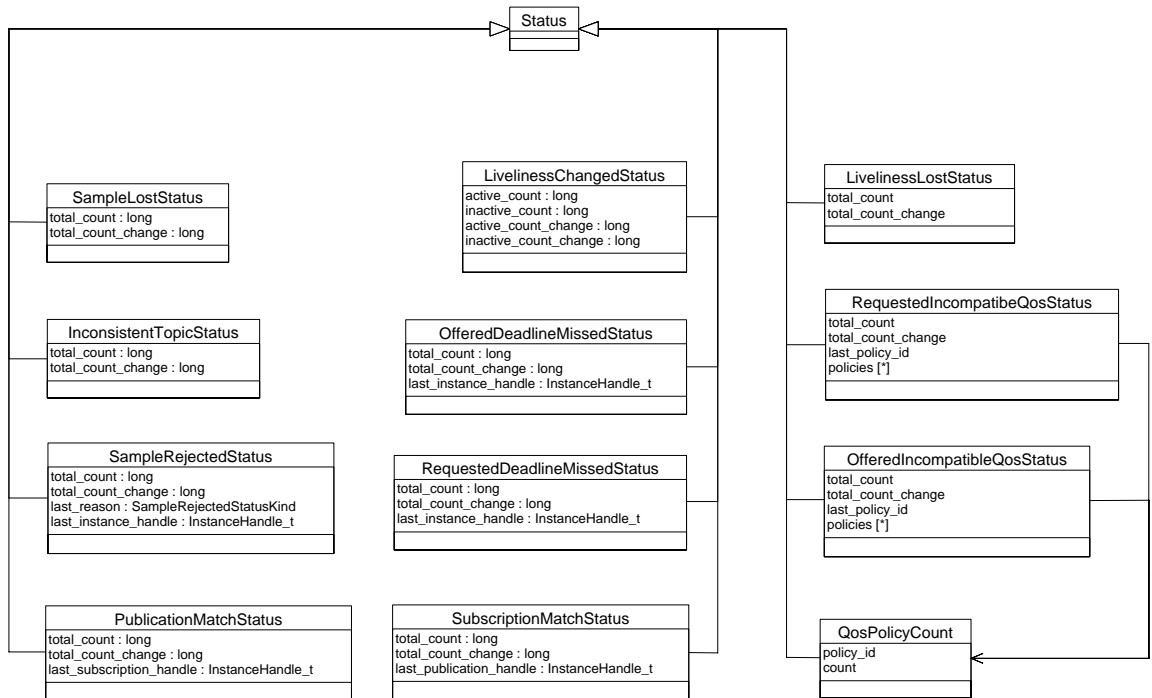 Status
SampleLostStatus
total_count : long
total_count_change : long
LivelinessChangedStatus
active_count : long
inactive_count : long
active_count_change : long
inactive_count_change : long
LivelinessLostStatus
total_count
total_count_change
InconsistentTopicStatus
total_count : long
total_count_change : long
OfferedDeadlineMissedStatus
total_count : long
total_count_change : long
last_instance_handle : InstanceHandle_t
RequestedIncompatibeQosStatus
total_count
total_count_change
last_policy_id
policies [*]
SampleRejectedStatus
total_count : long
total_count_change : long
last_reason : SampleRejectedStatusKind
last_instance_handle : InstanceHandle_t
RequestedDeadlineMissedStatus
total_count : long
total_count_change : long
last_instance_handle : InstanceHandle_t
OfferedIncompatibleQosStatus
total_count
total_count_change
last_policy_id
policies [*]
PublicationMatchStatus
total_count : long
total_count_change : long
last_subscription_handle : InstanceHandle_t
SubscriptionMatchStatus
total_count : long
total_count_change : long
last_publication_handle : InstanceHandle_t
QosPolicyCount
policy_id
count